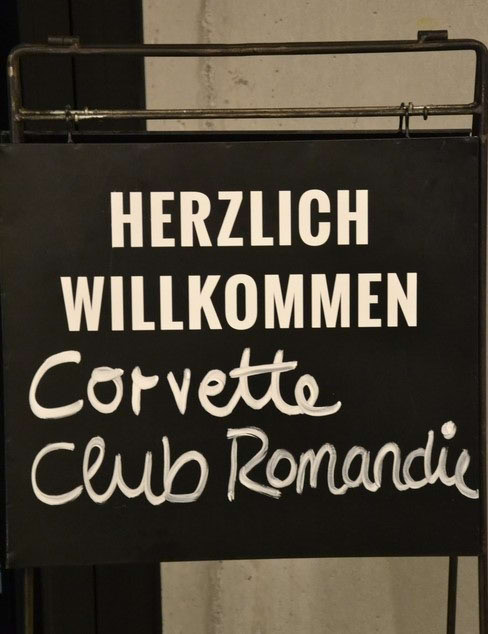 HERZLICH
WILLKOMMEN
Corvette
Club Romandie